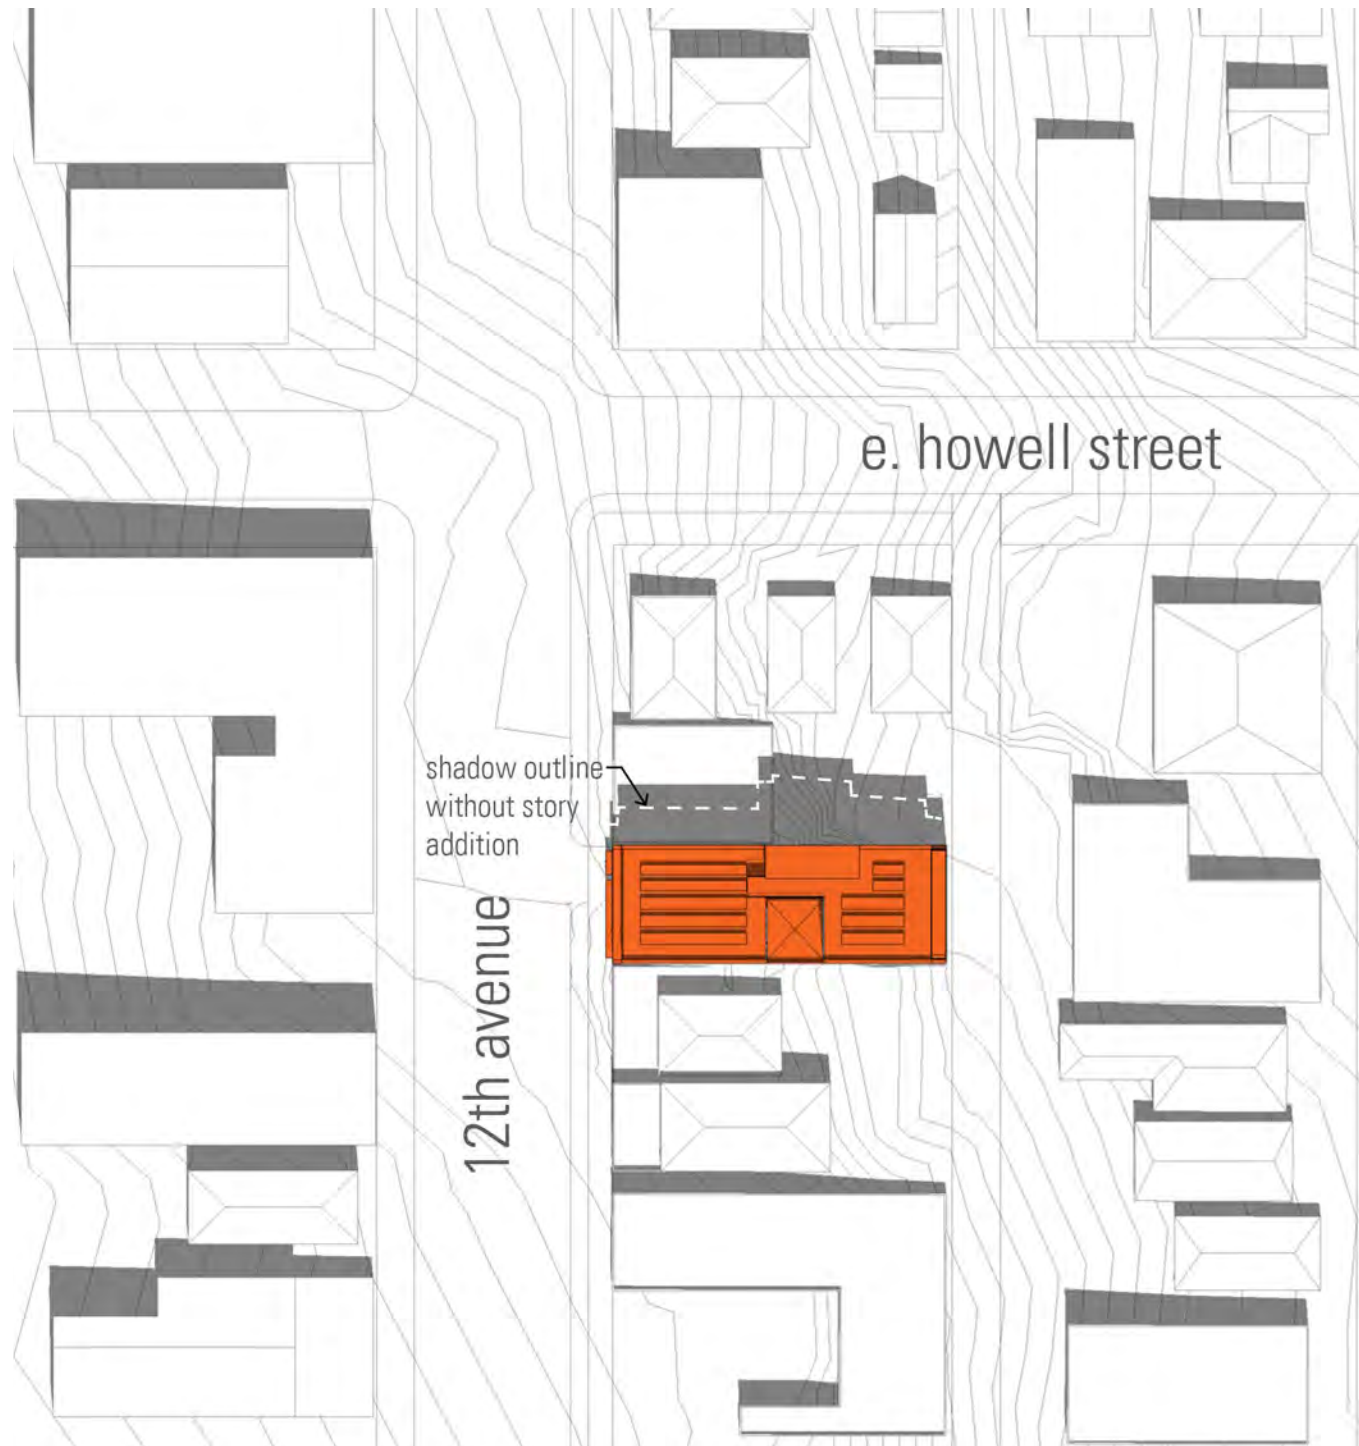 e. howell street
shadow outline
without story
addition
12th avenue